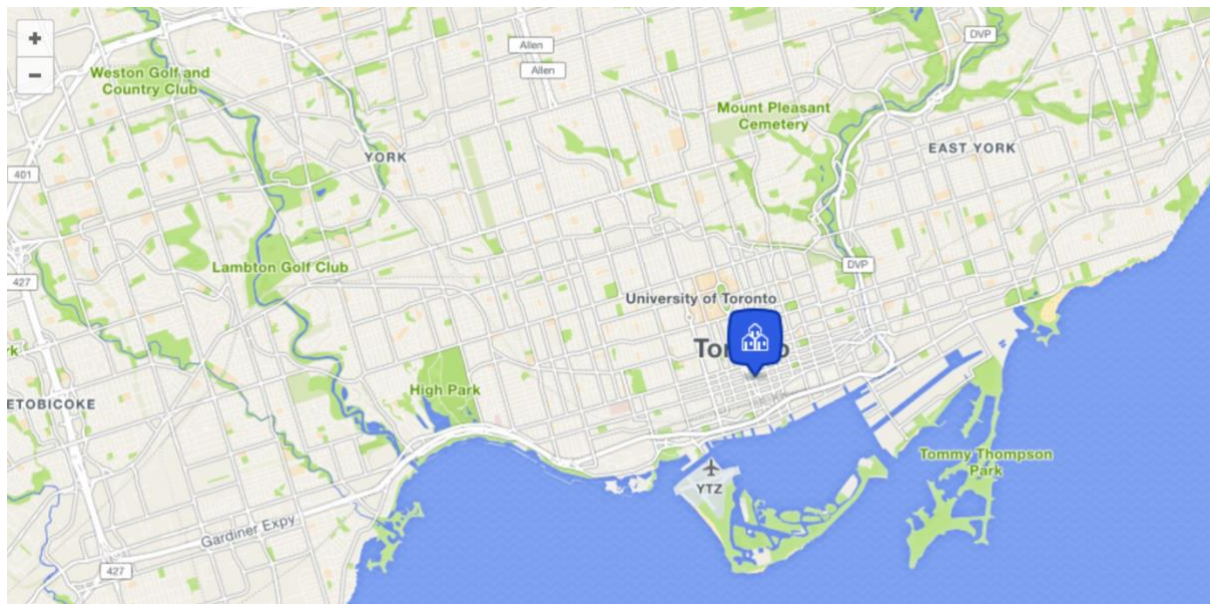 +
−
Allen
Allen
DVP
Weston Golf and
Country Club
Mount Pleasant
Cemetery
YORK
EAST YORK
401
Lambton Golf Club
DVP
427
University of Toronto
To
o
rk
High Park
ETOBICOKE
Tommy Thompson
Park
YTZ
Gardiner Expy
427